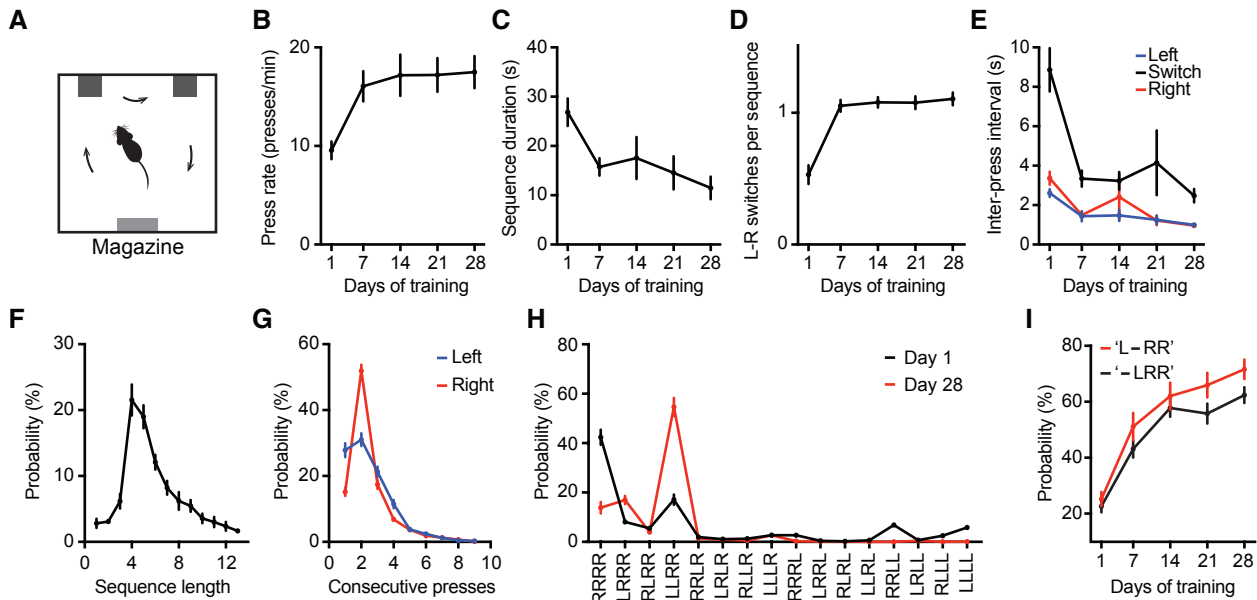 A
Magazine
B
Press rate (presses/min)
20
10
0
1 7 14 21 28
Days of training
C
Sequence duration (s)
40
30
20
10
0
1 7 14 21 28
Days of training
D
L-R switches per sequence
1
0
1 7 14 21 28
Days of training
E
Inter-press interval (s)
10
8
6
4
2
0
Left
Switch
Right
1 7 14 21 28
Days of training
F
Probability (%)
30
20
10
0
0 4 8 12
Sequence length
G
Probability (%)
60
40
20
0
Left
Right
0 2 4 6 8 10
Consecutive presses
H
Probability (%)
80
60
40
20
0
Day 1
Day 28
RRRR
LRRR
RLRR
LLRR
RRLR
LRLR
RLLR
LLLR
RRRL
LRRL
RLRL
LLRL
RRLL
LRLL
RLLL
LLLL
I
Probability (%)
80
60
40
20
'L–RR'
'–LRR'
1 7 14 21 28
Days of training